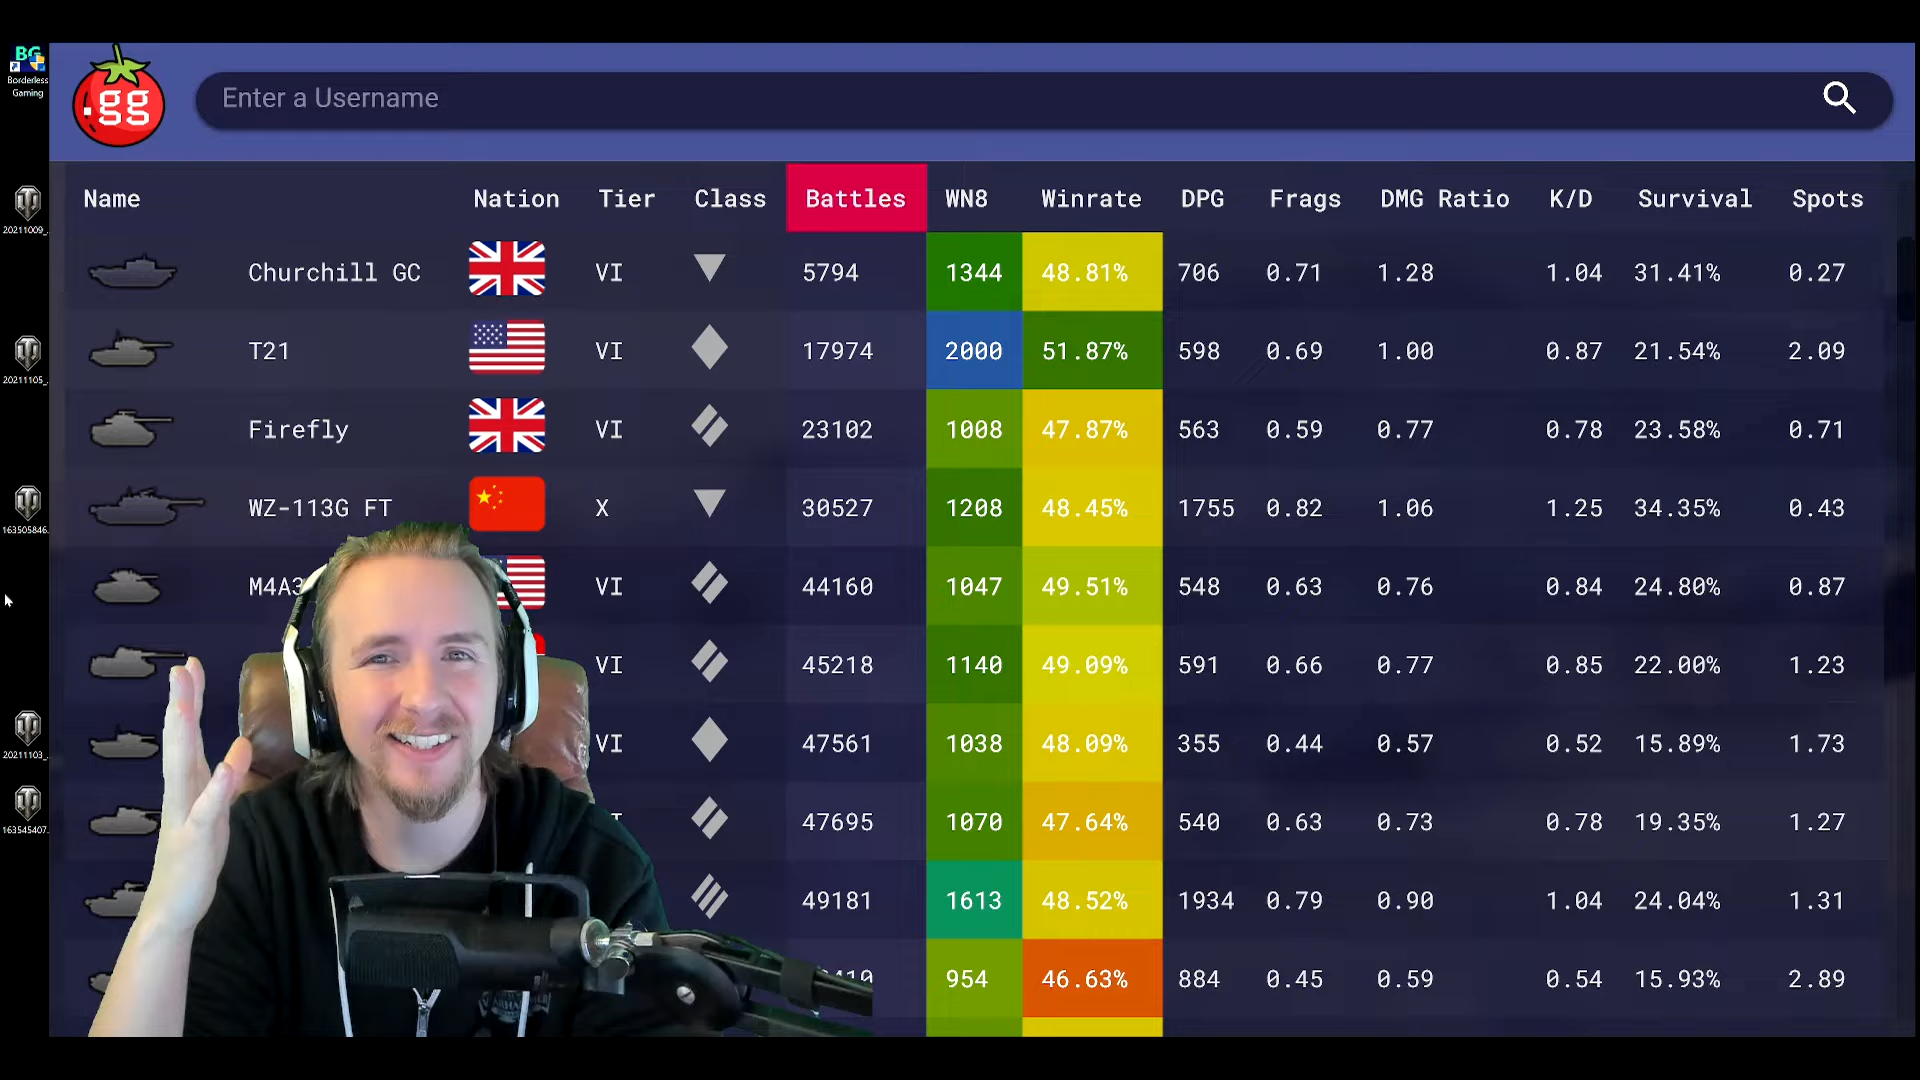 BG
Borderless
Gaming
.gg
Enter a Username
Name Nation Tier Class Battles WN8 Winrate DPG Frags DMG Ratio K/D Survival Spots
20211009_..
Churchill GC VI 5794 1344 48.81% 706 0.71 1.28 1.04 31.41% 0.27
T21 VI 17974 2000 51.87% 598 0.69 1.00 0.87 21.54% 2.09
20211105_..
Firefly VI 23102 1008 47.87% 563 0.59 0.77 0.78 23.58% 0.71
WZ-113G FT X 30527 1208 48.45% 1755 0.82 1.06 1.25 34.35% 0.43
163505846..
M4A3 VI 44160 1047 49.51% 548 0.63 0.76 0.84 24.80% 0.87
VI 45218 1140 49.09% 591 0.66 0.77 0.85 22.00% 1.23
VI 47561 1038 48.09% 355 0.44 0.57 0.52 15.89% 1.73
20211103_..
47695 1070 47.64% 540 0.63 0.73 0.78 19.35% 1.27
163545407..
49181 1613 48.52% 1934 0.79 0.90 1.04 24.04% 1.31
954 46.63% 884 0.45 0.59 0.54 15.93% 2.89